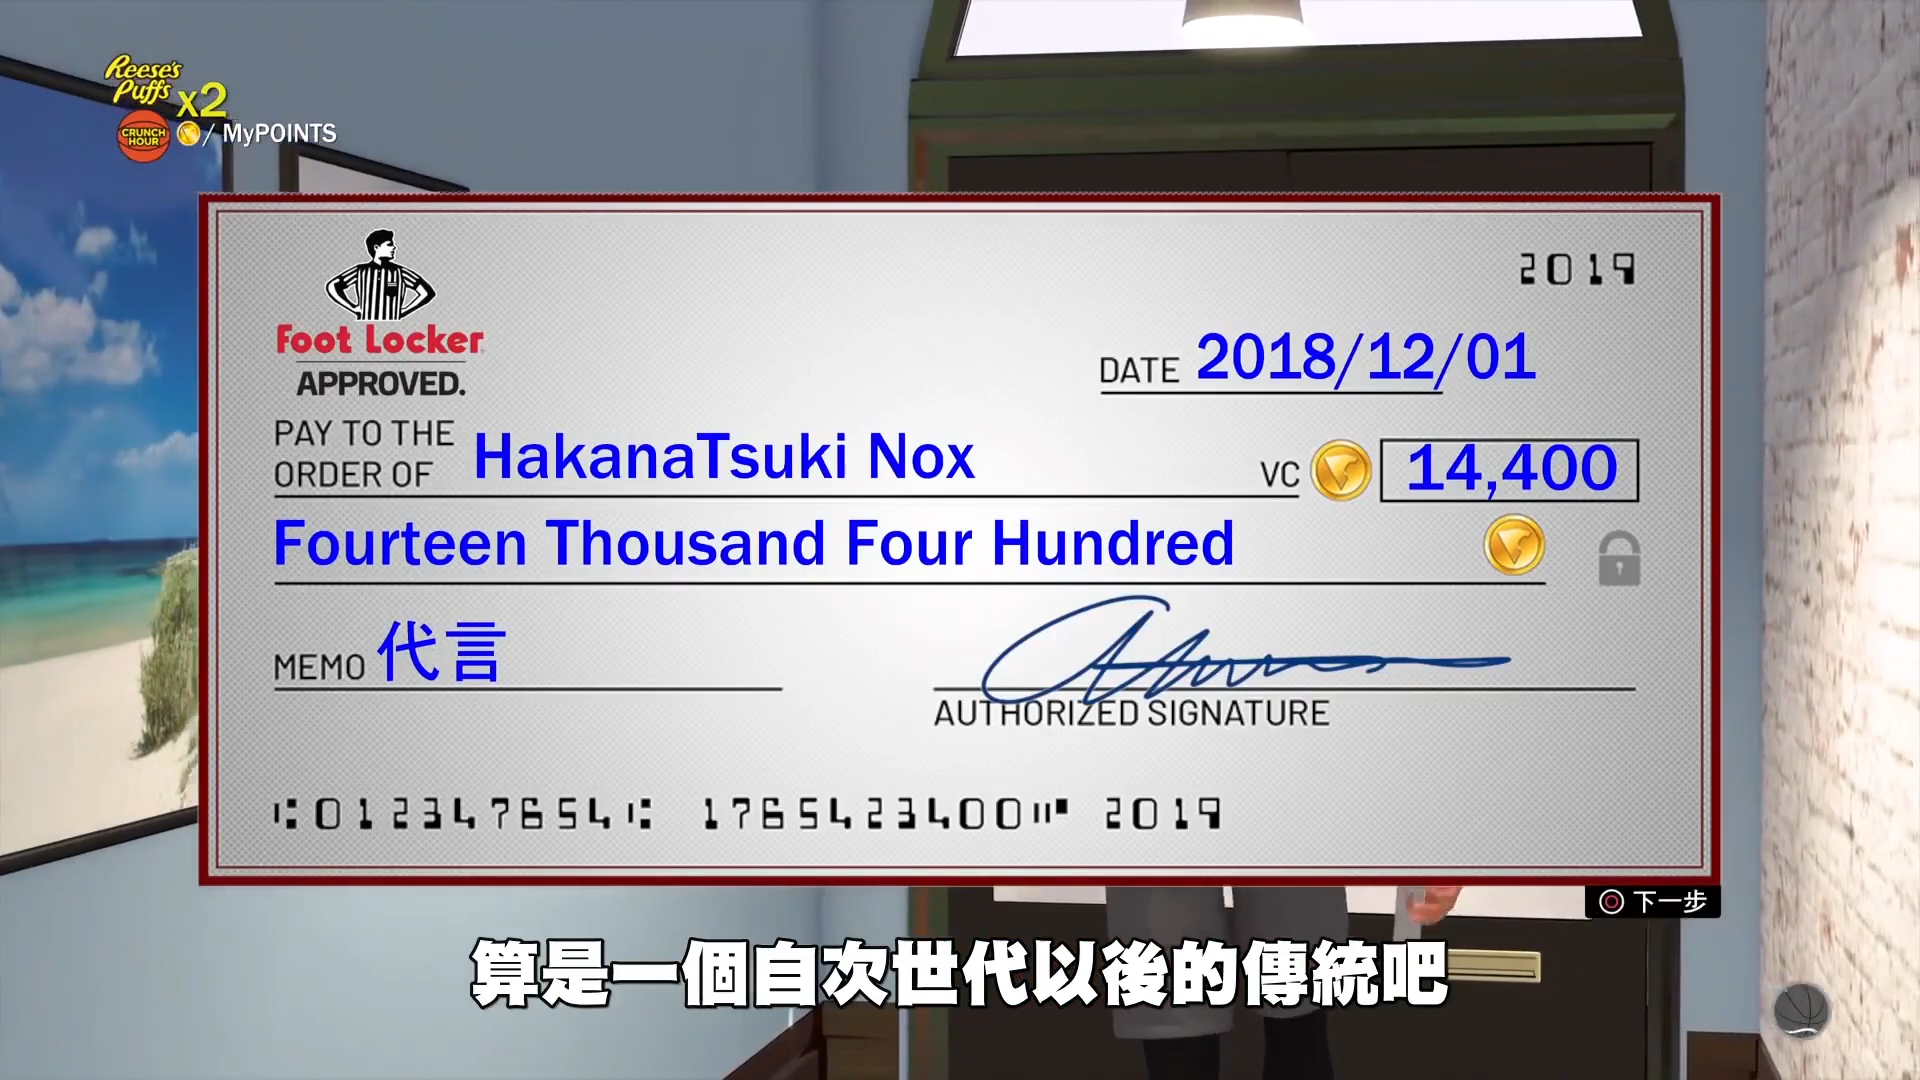 Reese's
Puffs x2
CRUNCH
HOUR / MyPOINTS
2019
Foot Locker
APPROVED.
DATE 2018/12/01
PAY TO THE
ORDER OF HakanaTsuki Nox VC 14,400
Fourteen Thousand Four Hundred
MEMO 代言
AUTHORIZED SIGNATURE
⑆012347654⑆ 1765423400⑈ 2019
下一步
算是一個自次世代以後的傳統吧